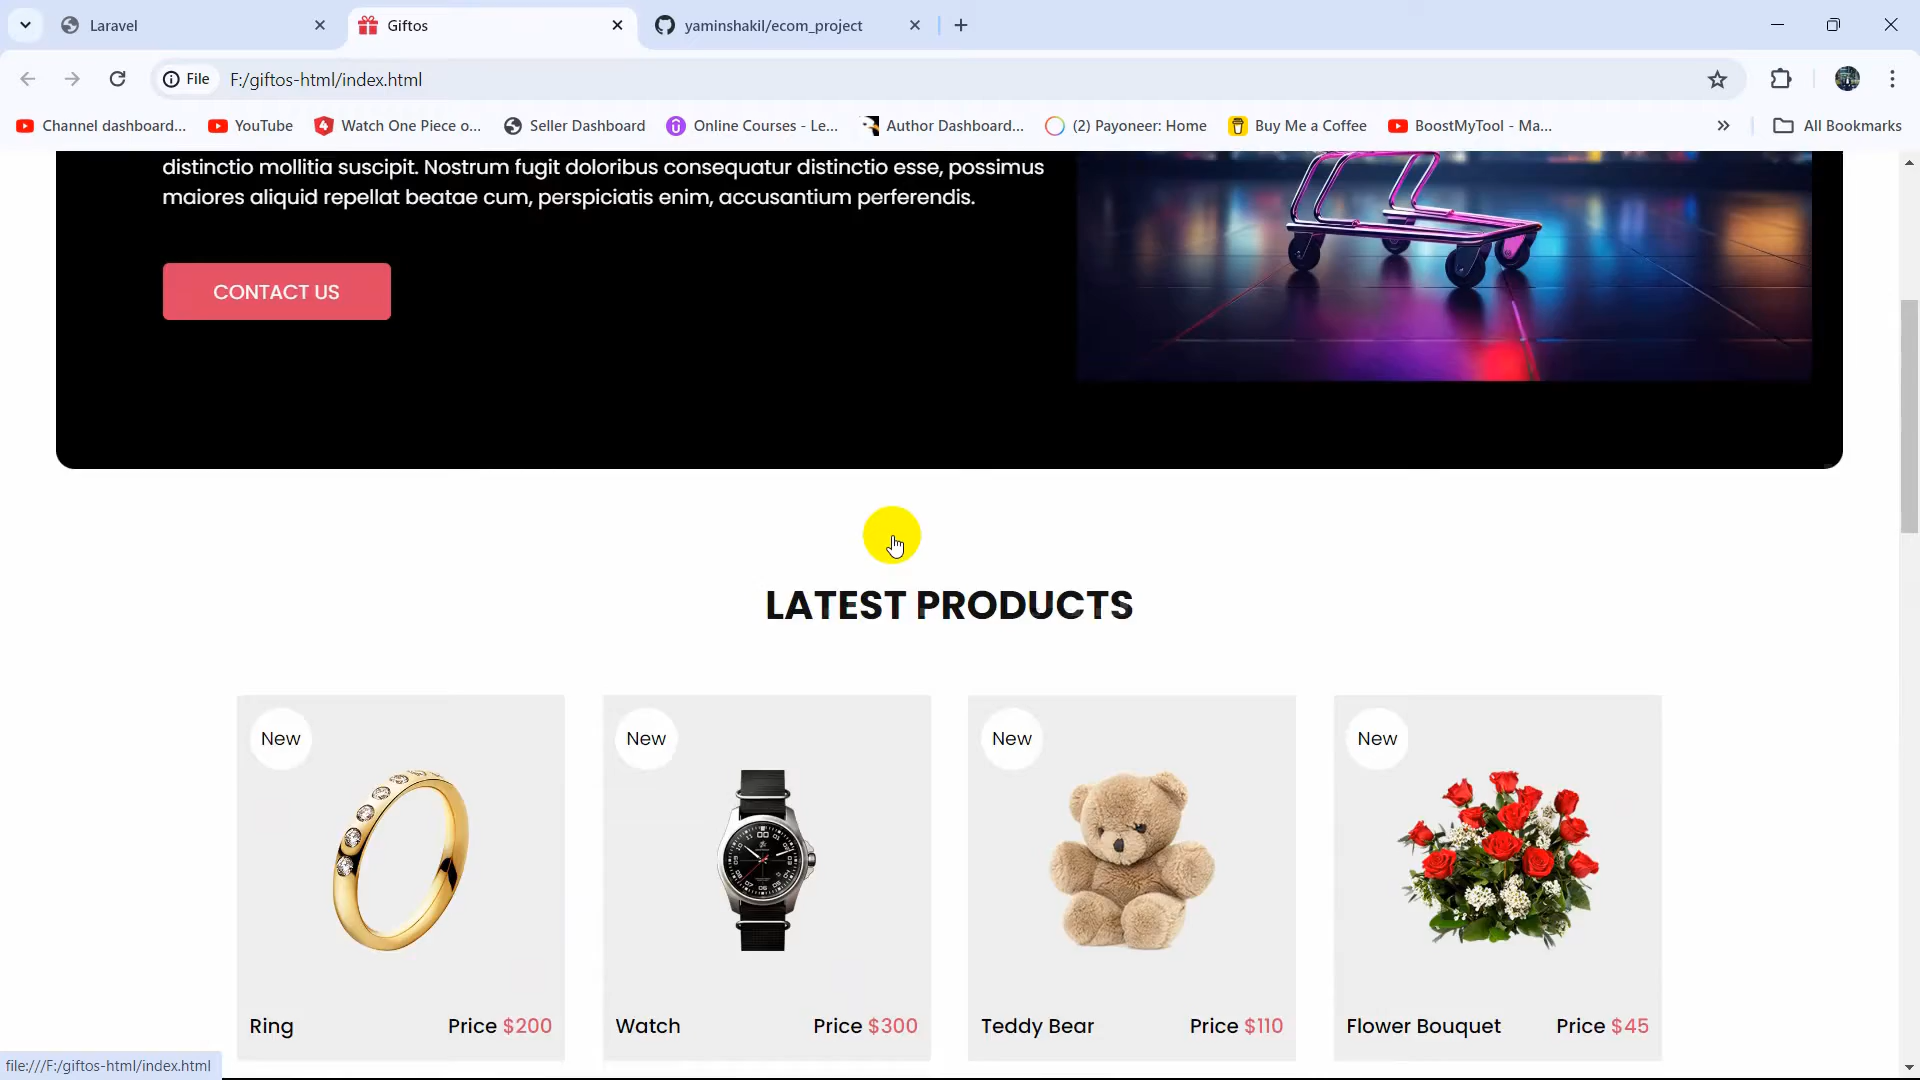 Laravel
Giftos
yaminshakil/ecom_project
File
F:/giftos-html/index.html
Channel dashboard...
YouTube
Watch One Piece o...
Seller Dashboard
Online Courses - Le...
Author Dashboard...
(2) Payoneer: Home
Buy Me a Coffee
BoostMyTool - Ma...
All Bookmarks
distinctio mollitia suscipit. Nostrum fugit doloribus consequatur distinctio esse, possimus
maiores aliquid repellat beatae cum, perspiciatis enim, accusantium perferendis.
CONTACT US
LATEST PRODUCTS
New
New
New
New
Ring
Price $200
Watch
Price $300
Teddy Bear
Price $110
Flower Bouquet
Price $45
file:///F:/giftos-html/index.html